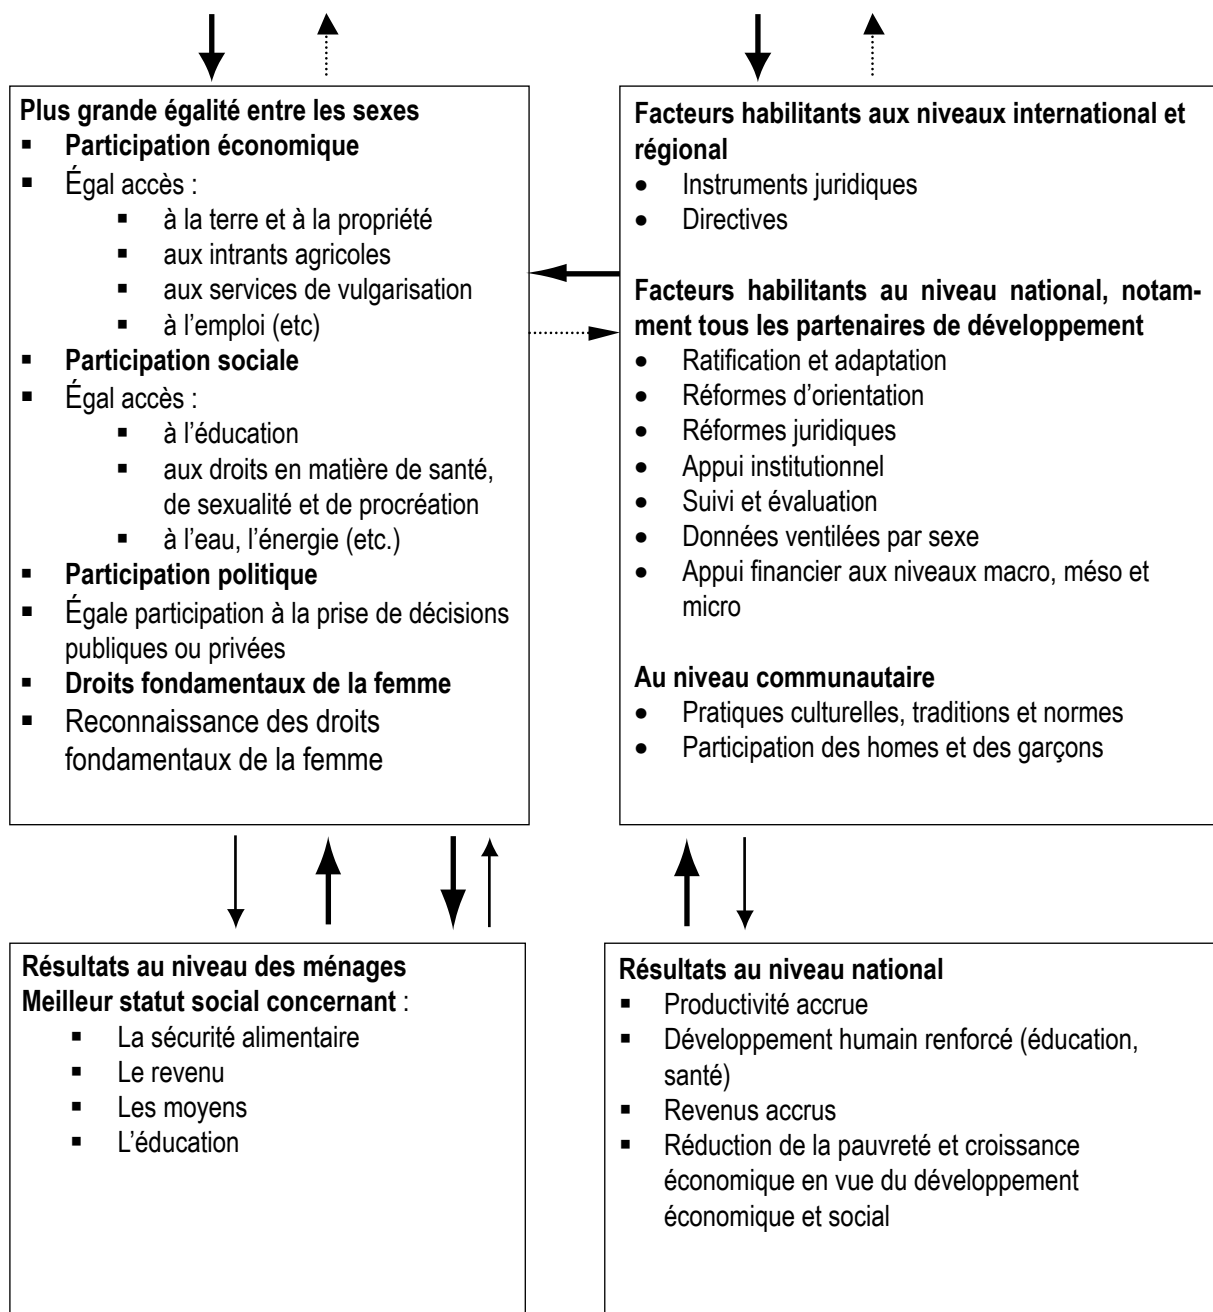 Plus grande égalité entre les sexes
▪ Participation économique
▪ Égal accès :
▪ à la terre et à la propriété
▪ aux intrants agricoles
▪ aux services de vulgarisation
▪ à l’emploi (etc)
▪ Participation sociale
▪ Égal accès :
▪ à l’éducation
▪ aux droits en matière de santé,
de sexualité et de procréation
▪ à l’eau, l’énergie (etc.)
▪ Participation politique
▪ Égale participation à la prise de décisions
publiques ou privées
▪ Droits fondamentaux de la femme
▪ Reconnaissance des droits
fondamentaux de la femme
Facteurs habilitants aux niveaux international et
régional
• Instruments juridiques
• Directives
Facteurs habilitants au niveau national, notam-
ment tous les partenaires de développement
• Ratification et adaptation
• Réformes d’orientation
• Réformes juridiques
• Appui institutionnel
• Suivi et évaluation
• Données ventilées par sexe
• Appui financier aux niveaux macro, méso et
micro
Au niveau communautaire
• Pratiques culturelles, traditions et normes
• Participation des homes et des garçons
Résultats au niveau des ménages
Meilleur statut social concernant :
▪ La sécurité alimentaire
▪ Le revenu
▪ Les moyens
▪ L’éducation
Résultats au niveau national
▪ Productivité accrue
▪ Développement humain renforcé (éducation,
santé)
▪ Revenus accrus
▪ Réduction de la pauvreté et croissance
économique en vue du développement
économique et social